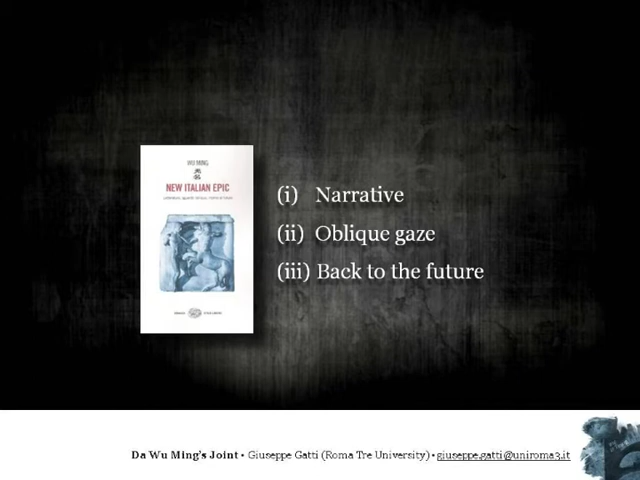 WU MING
NEW ITALIAN EPIC
(i) Narrative
(ii) Oblique gaze
(iii) Back to the future
Da Wu Ming's Joint • Giuseppe Gatti (Roma Tre University) • giuseppe.gatti@uniroma3.it